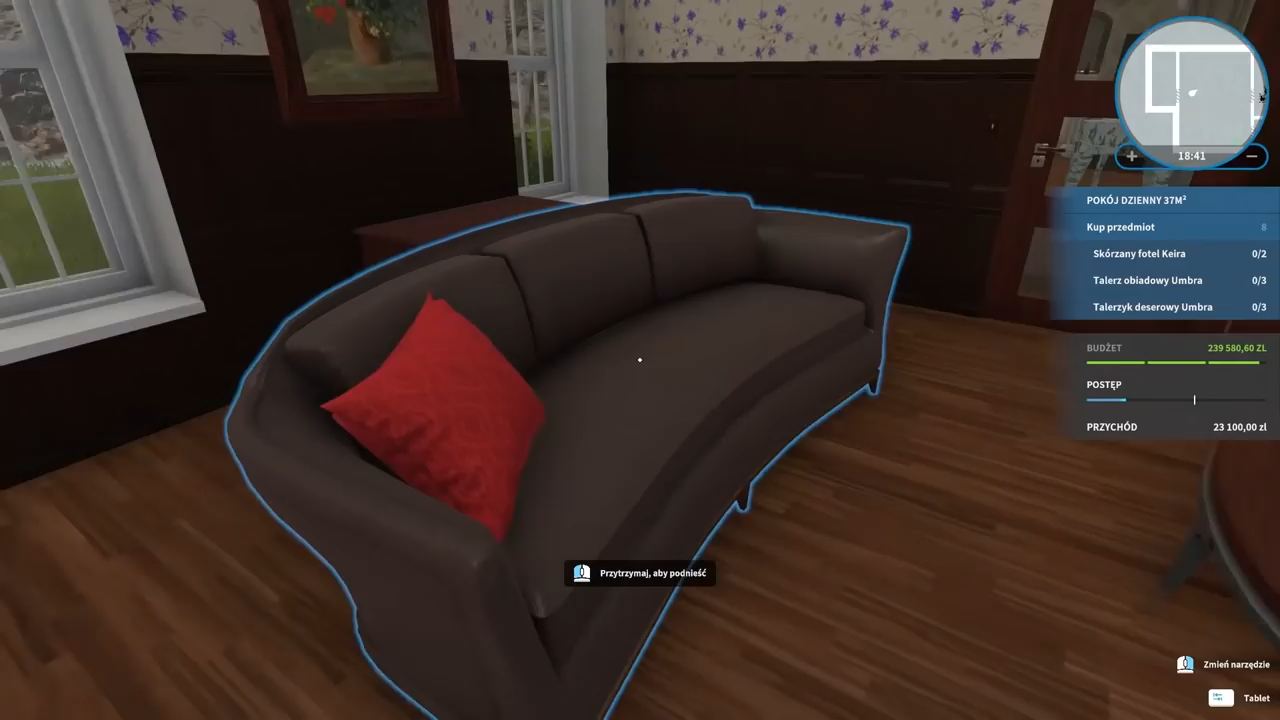 18:41
POKÓJ DZIENNY 37M²
Kup przedmiot 8
Skórzany fotel Keira 0/2
Talerz obiadowy Umbra 0/3
Talerzyk deserowy Umbra 0/3
BUDŻET 239 580,60 ZŁ
POSTĘP
PRZYCHÓD 23 100,00 zł
Przytrzymaj, aby podnieść
Zmień narzędzie
Tablet